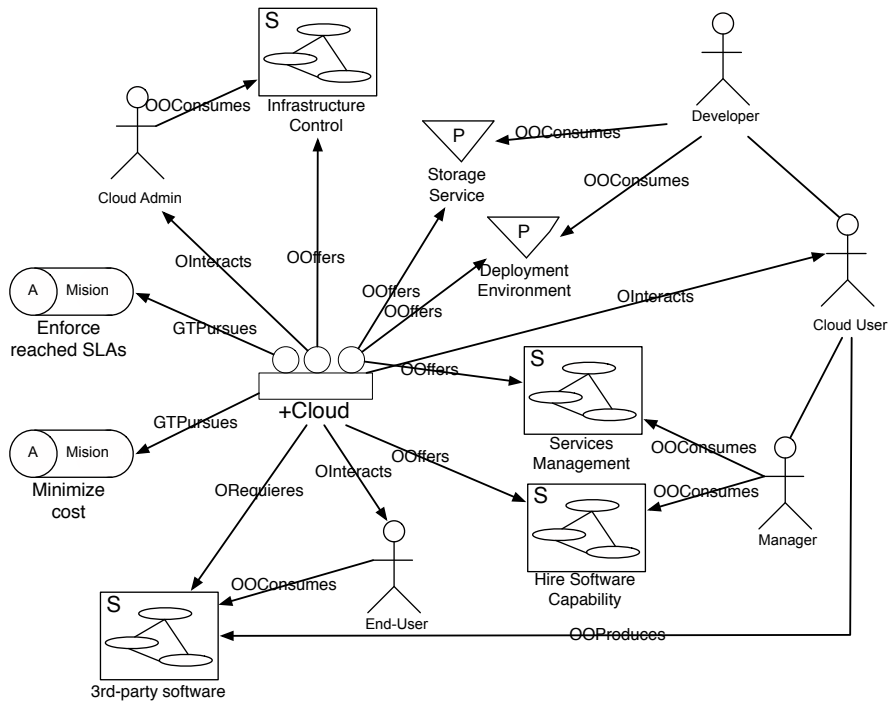 S
Infrastructure
Control
OOConsumes
Cloud Admin
Developer
P
OOConsumes
Storage
Service
OOConsumes
P
Deployment
Environment
OInteracts
OOffers
OOffers
OOffers
OInteracts
Cloud User
A Mision
Enforce
reached SLAs
GTPursues
OOffers
S
Services
Management
+Cloud
GTPursues
A Mision
Minimize
cost
OOConsumes
OOConsumes
OOffers
OInteracts
ORequieres
S
Hire Software
Capability
Manager
OOConsumes
End-User
S
3rd-party software
OOProduces